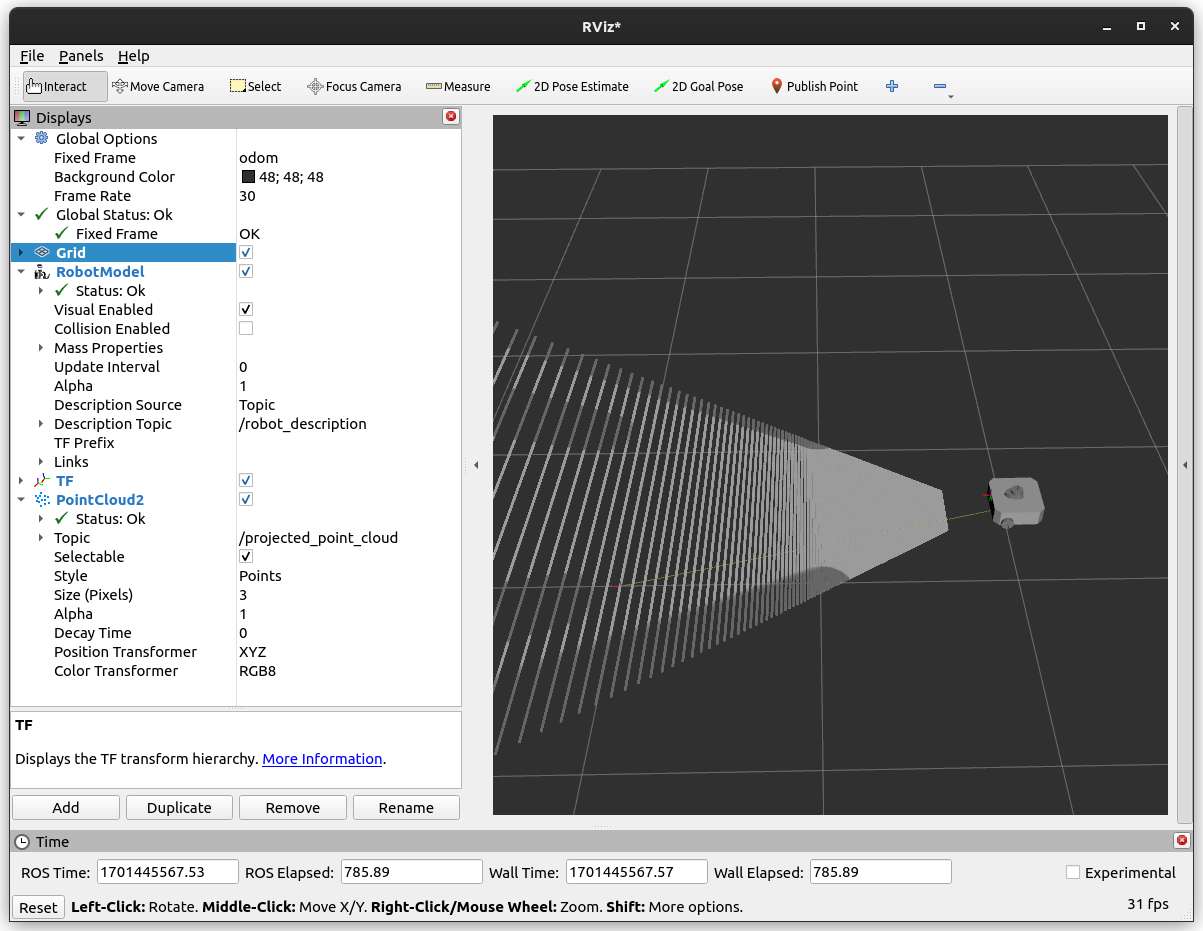 RViz*
File Panels Help
Interact Move Camera Select Focus Camera Measure 2D Pose Estimate 2D Goal Pose Publish Point
Displays
Global Options
Fixed Frame odom
Background Color 48; 48; 48
Frame Rate 30
Global Status: Ok
Fixed Frame OK
Grid
RobotModel
Status: Ok
Visual Enabled
Collision Enabled
Mass Properties
Update Interval 0
Alpha 1
Description Source Topic
Description Topic /robot_description
TF Prefix
Links
TF
PointCloud2
Status: Ok
Topic /projected_point_cloud
Selectable
Style Points
Size (Pixels) 3
Alpha 1
Decay Time 0
Position Transformer XYZ
Color Transformer RGB8
TF
Displays the TF transform hierarchy. More Information.
Add Duplicate Remove Rename
Time
ROS Time: 1701445567.53 ROS Elapsed: 785.89 Wall Time: 1701445567.57 Wall Elapsed: 785.89 Experimental
Reset Left-Click: Rotate. Middle-Click: Move X/Y. Right-Click/Mouse Wheel: Zoom. Shift: More options. 31 fps